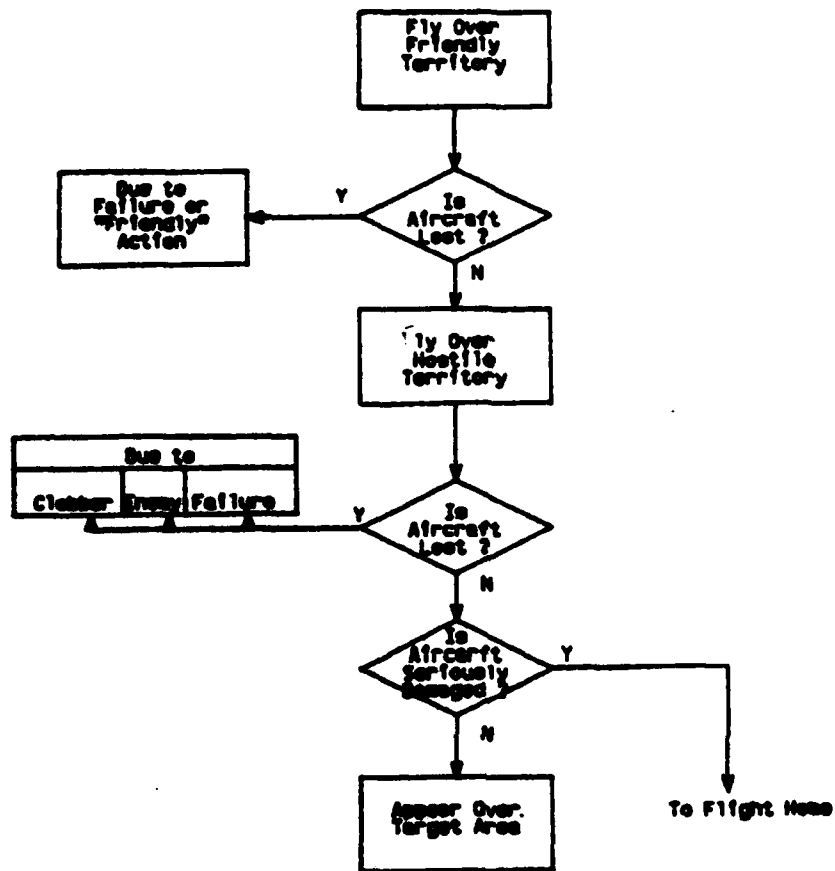 Fly Over
Friendly
Territory
Due to
Failure or
"Friendly"
Action
Y
Is
Aircraft
Lost ?
N
Fly Over
Hostile
Territory
Due to
Clobber Enemy Failure
Y
Is
Aircraft
Lost ?
N
Is
Aircarft
Seriously
Damaged ?
Y
N
Appear Over
Target Area
To Flight Home